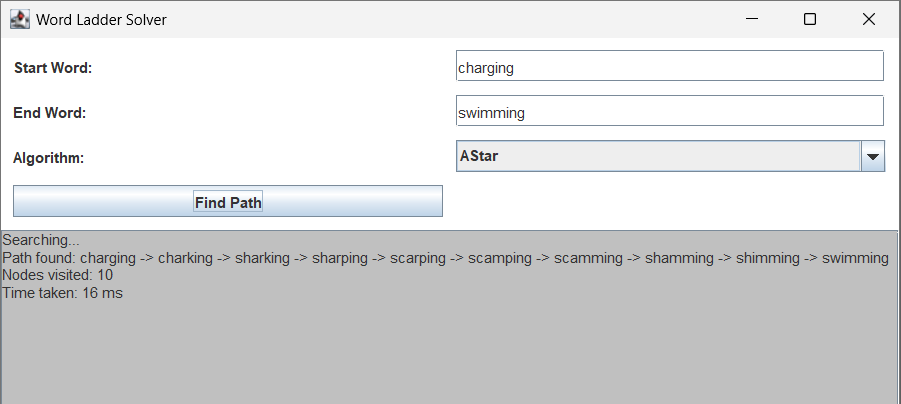 Word Ladder Solver
Start Word: charging
End Word: swimming
Algorithm: AStar
Find Path
Searching...
Path found: charging -> charking -> sharking -> sharping -> scarping -> scamping -> scamming -> shamming -> shimming -> swimming
Nodes visited: 10
Time taken: 16 ms